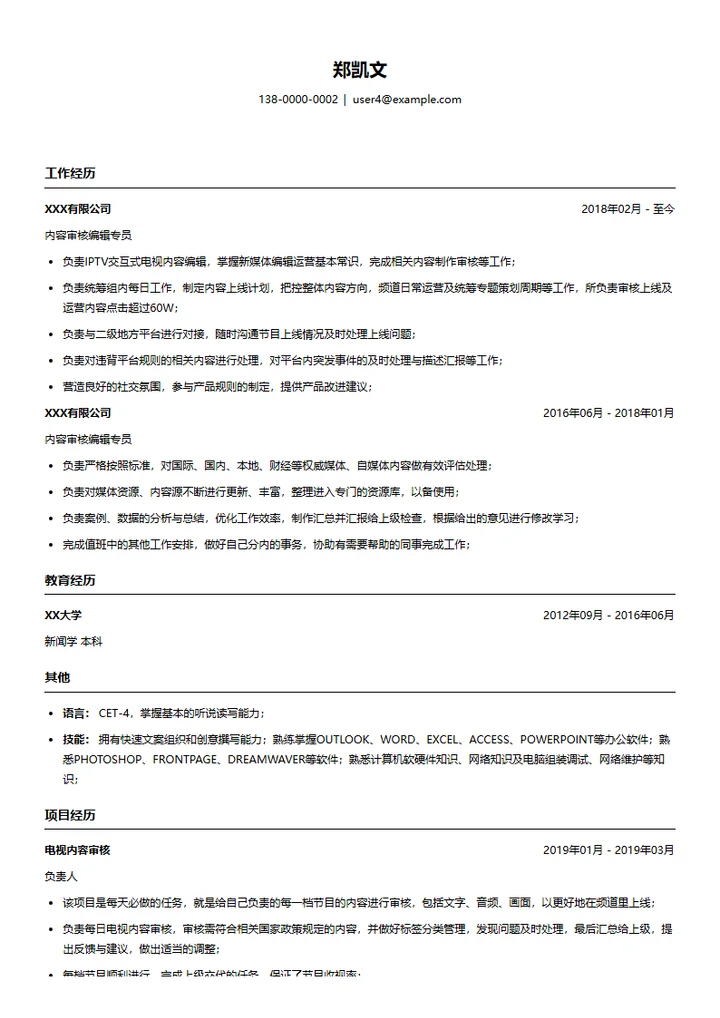 郑凯文
138-0000-0002 | user4@example.com
工作经历
XXX有限公司 2018年02月 - 至今
内容审核编辑专员
• 负责IPTV交互式电视内容编辑，掌握新媒体编辑运营基本常识，完成相关内容制作审核等工作；
• 负责统筹组内每日工作，制定内容上线计划，把控整体内容方向，频道日常运营及统筹专题策划周期等工作，所负责审核上线及
运营内容点击超过60W；
• 负责与二级地方平台进行对接，随时沟通节目上线情况及时处理上线问题；
• 负责对违背平台规则的相关内容进行处理，对平台内突发事件的及时处理与描述汇报等工作；
• 营造良好的社交氛围，参与产品规则的制定，提供产品改进建议；
XXX有限公司 2016年06月 - 2018年01月
内容审核编辑专员
• 负责严格按照标准，对国际、国内、本地、财经等权威媒体、自媒体内容做有效评估处理；
• 负责对媒体资源、内容源不断进行更新、丰富，整理进入专门的资源库，以备使用；
• 负责案例、数据的分析与总结，优化工作效率，制作汇总并汇报给上级检查，根据给出的意见进行修改学习；
• 完成值班中的其他工作安排，做好自己分内的事务，协助有需要帮助的同事完成工作；
教育经历
XX大学 2012年09月 - 2016年06月
新闻学 本科
其他
• 语言： CET-4，掌握基本的听说读写能力；
• 技能： 拥有快速文案组织和创意撰写能力；熟练掌握OUTLOOK、WORD、EXCEL、ACCESS、POWERPOINT等办公软件；熟
悉PHOTOSHOP、FRONTPAGE、DREAMWAVER等软件；熟悉计算机软硬件知识、网络知识及电脑组装调试、网络维护等知
识；
项目经历
电视内容审核 2019年01月 - 2019年03月
负责人
• 该项目是每天必做的任务，就是给自己负责的每一档节目的内容进行审核，包括文字、音频、画面，以更好地在频道里上线；
• 负责每日电视内容审核，审核需符合相关国家政策规定的内容，并做好标签分类管理，发现问题及时处理，最后汇总给上级，提
出反馈与建议，做出适当的调整；
• 每档节目顺利进行，完成上级交代的任务，保证了节目收视率；